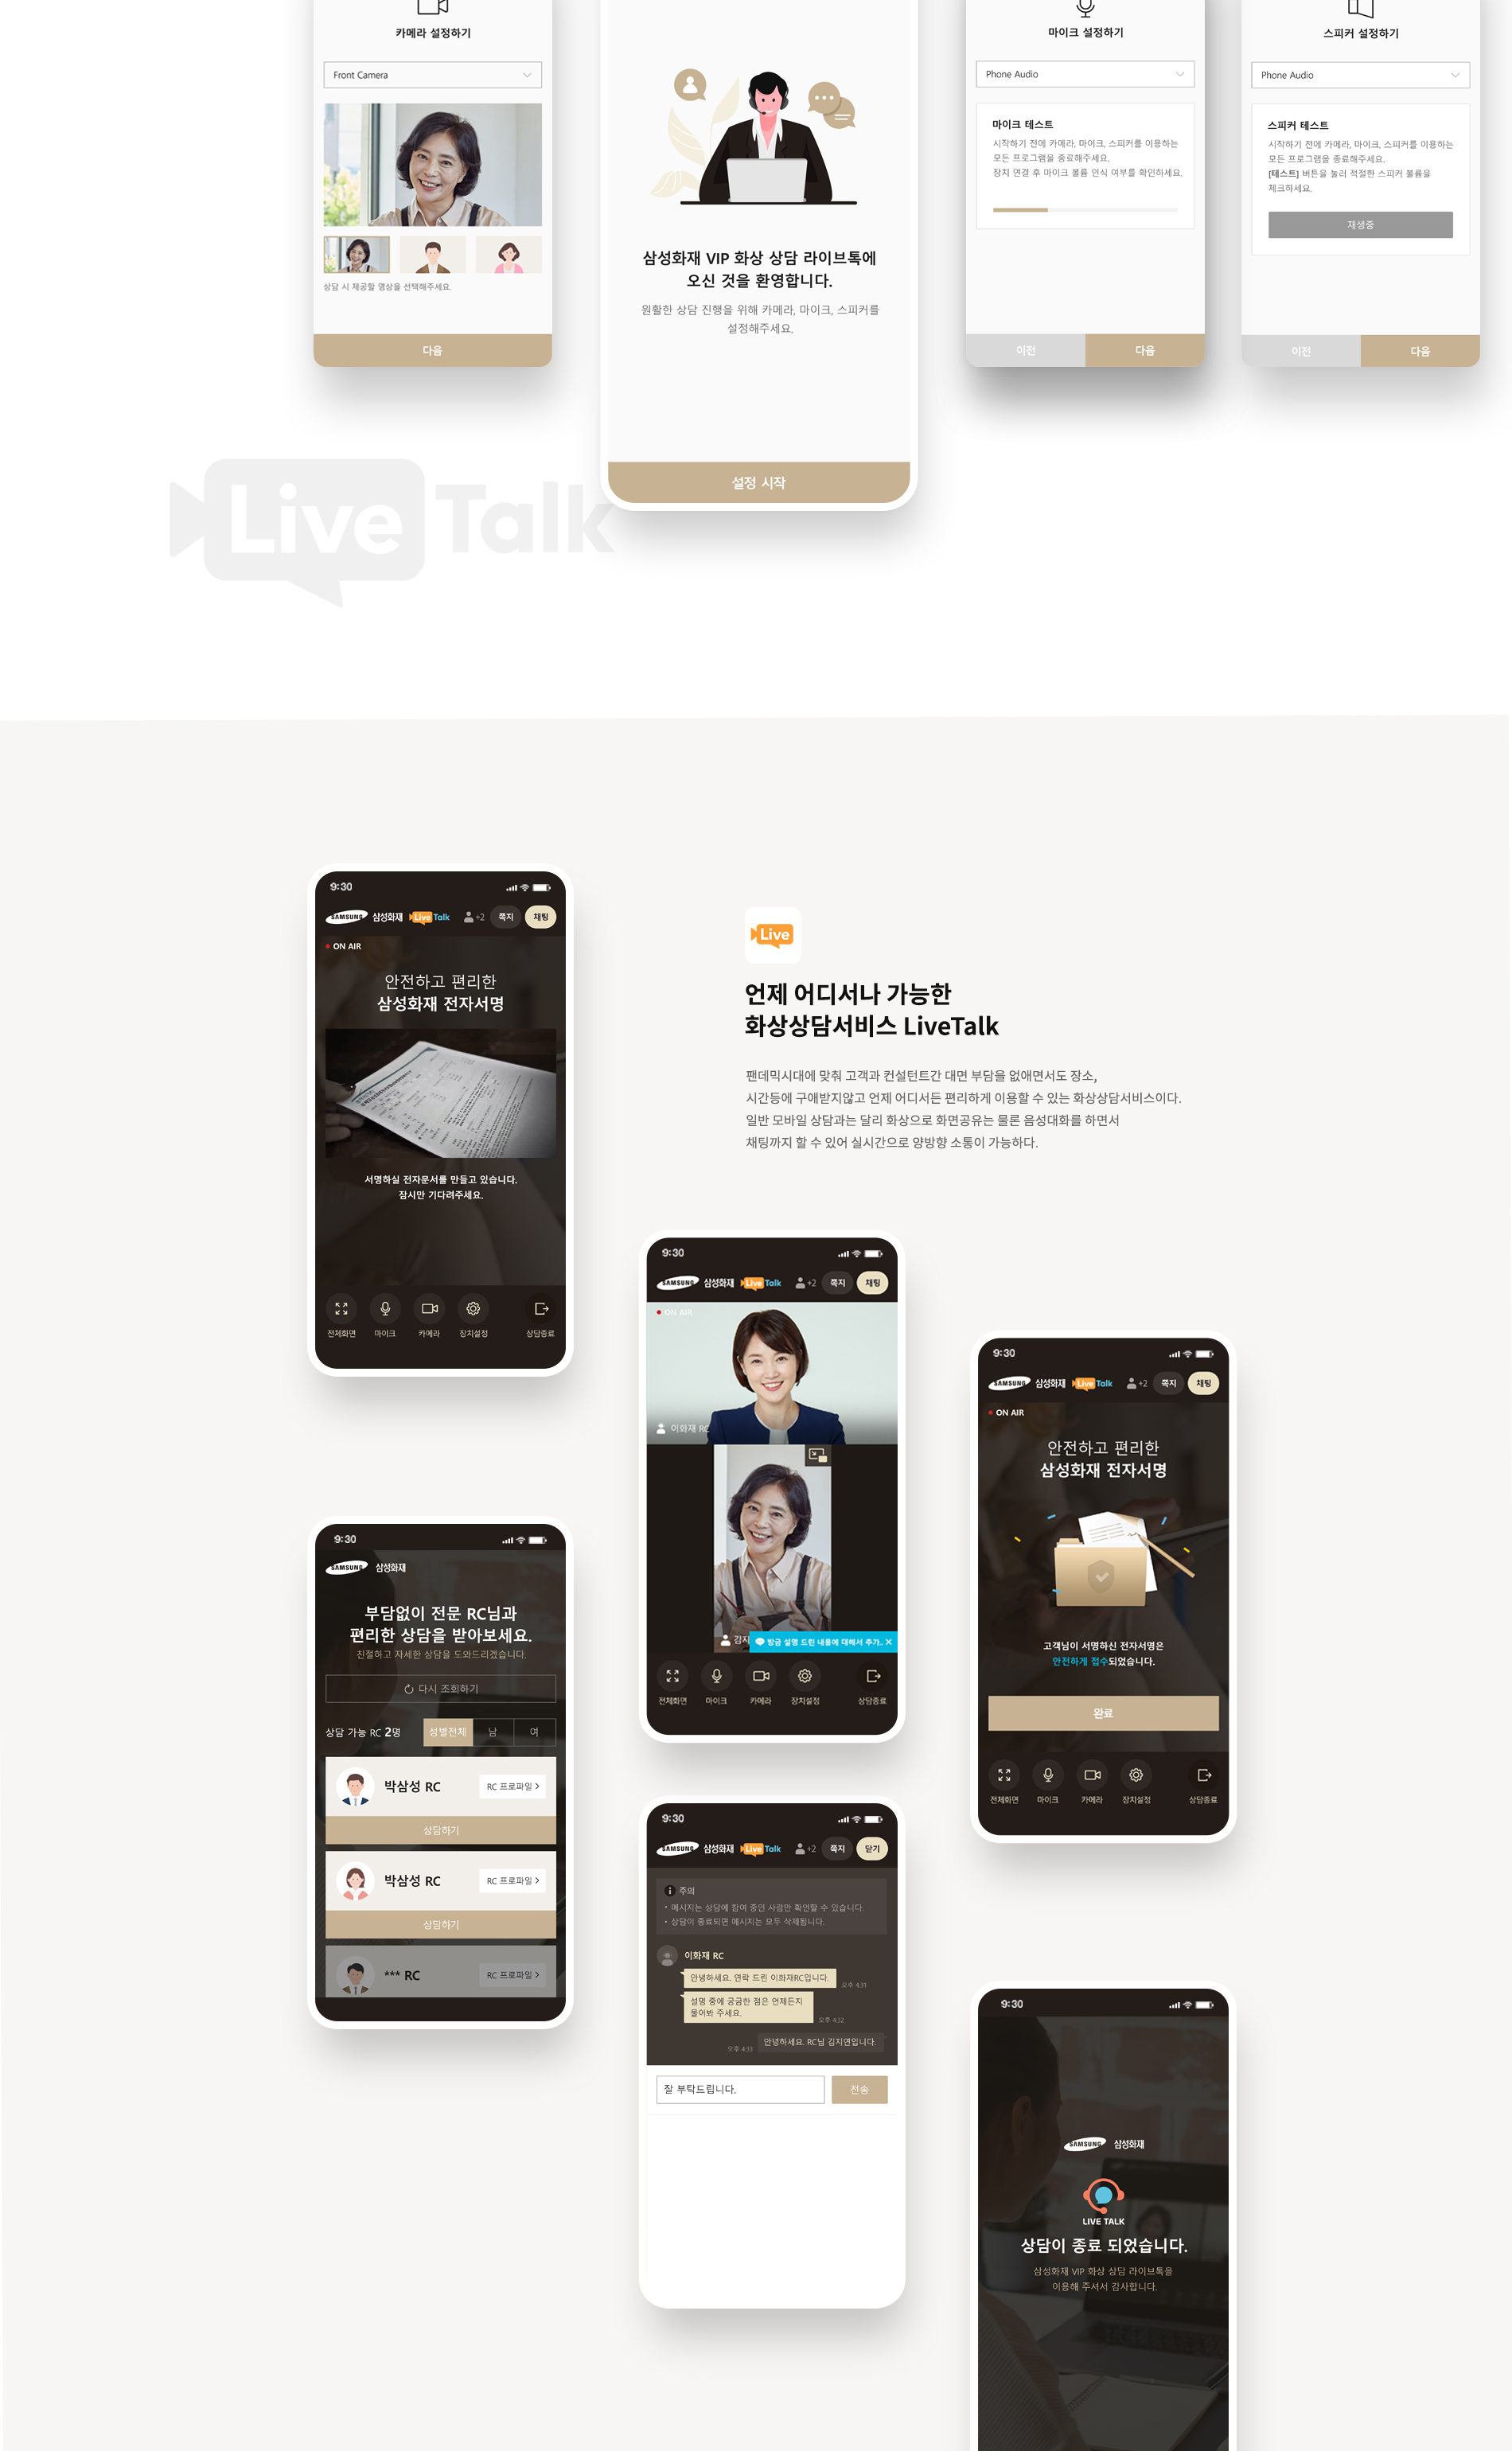 카메라 설정하기
Front Camera
상담 시 제공할 영상을 선택해주세요.
다음
삼성화재 VIP 화상 상담 라이브톡에
오신 것을 환영합니다.
원활한 상담 진행을 위해 카메라, 마이크, 스피커를
설정해주세요.
설정 시작
마이크 설정하기
Phone Audio
마이크 테스트
시작하기 전에 카메라, 마이크, 스피커를 이용하는
모든 프로그램을 종료해주세요.
장치 연결 후 마이크 볼륨 인식 여부를 확인하세요.
이전 다음
스피커 설정하기
Phone Audio
스피커 테스트
시작하기 전에 카메라, 마이크, 스피커를 이용하는
모든 프로그램을 종료해주세요.
[테스트] 버튼을 눌러 적절한 스피커 볼륨을
체크하세요.
재생중
이전 다음
Live Talk
9:30
SAMSUNG 삼성화재 Live Talk +2 쪽지 채팅
ON AIR
안전하고 편리한
삼성화재 전자서명
서명하실 전자문서를 만들고 있습니다.
잠시만 기다려주세요.
전체화면 마이크 카메라 장치설정 상담종료
Live
언제 어디서나 가능한
화상상담서비스 LiveTalk
팬데믹시대에 맞춰 고객과 컨설턴트간 대면 부담을 없애면서도 장소,
시간등에 구애받지않고 언제 어디서든 편리하게 이용할 수 있는 화상상담서비스이다.
일반 모바일 상담과는 달리 화상으로 화면공유는 물론 음성대화를 하면서
채팅까지 할 수 있어 실시간으로 양방향 소통이 가능하다.
9:30
SAMSUNG 삼성화재 Live Talk +2 쪽지 채팅
ON AIR
이화재 RC
김지
방금 설명 드린 내용에 대해서 추가..
전체화면 마이크 카메라 장치설정 상담종료
9:30
SAMSUNG 삼성화재 Live Talk +2 쪽지 채팅
ON AIR
안전하고 편리한
삼성화재 전자서명
고객님이 서명하신 전자서명은
안전하게 접수되었습니다.
완료
전체화면 마이크 카메라 장치설정 상담종료
9:30
SAMSUNG 삼성화재
부담없이 전문 RC님과
편리한 상담을 받아보세요.
친절하고 자세한 상담을 도와드리겠습니다.
다시 조회하기
상담 가능 RC 2명 성별전체 남 여
박삼성 RC RC 프로파일
상담하기
박삼성 RC RC 프로파일
상담하기
*** RC RC 프로파일
9:30
SAMSUNG 삼성화재 Live Talk +2 쪽지 닫기
주의
• 메시지는 상담에 참여 중인 사람만 확인할 수 있습니다.
• 상담이 종료되면 메시지는 모두 삭제됩니다.
이화재 RC
안녕하세요. 연락 드린 이화재RC입니다.
오후 4:31
설명 중에 궁금한 점은 언제든지
물어봐 주세요.
오후 4:32
안녕하세요. RC님 김지연입니다.
오후 4:33
잘 부탁드립니다.
전송
9:30
SAMSUNG 삼성화재
LIVE TALK
상담이 종료 되었습니다.
삼성화재 VIP 화상 상담 라이브톡을
이용해 주셔서 감사합니다.